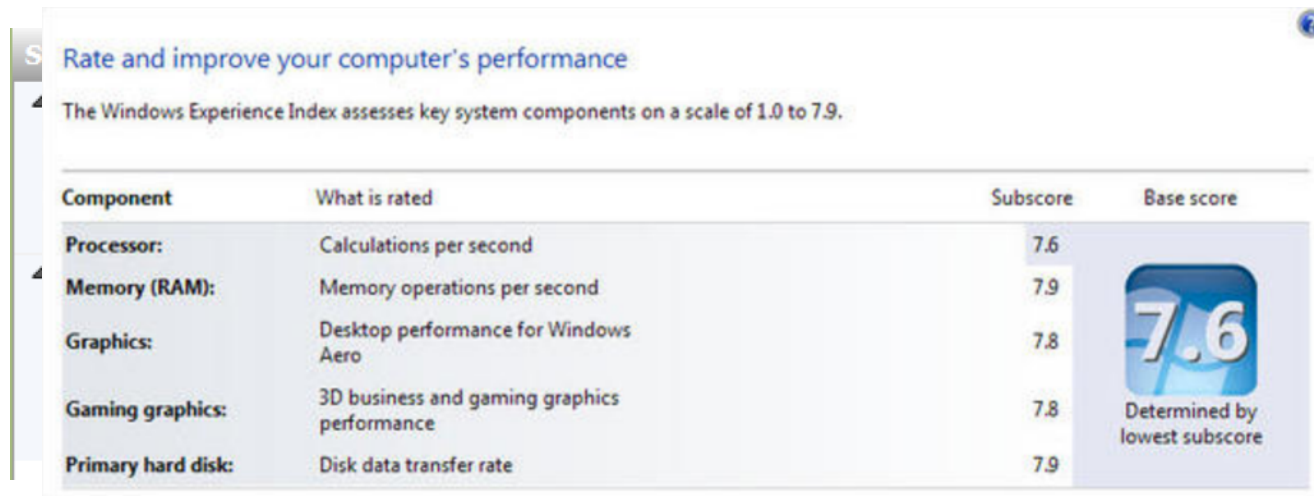 S
Rate and improve your computer's performance
The Windows Experience Index assesses key system components on a scale of 1.0 to 7.9.
Component What is rated Subscore Base score
Processor: Calculations per second 7.6
Memory (RAM): Memory operations per second 7.9
Graphics: Desktop performance for Windows
Aero 7.8
Gaming graphics: 3D business and gaming graphics
performance 7.8
Primary hard disk: Disk data transfer rate 7.9
7.6
Determined by
lowest subscore